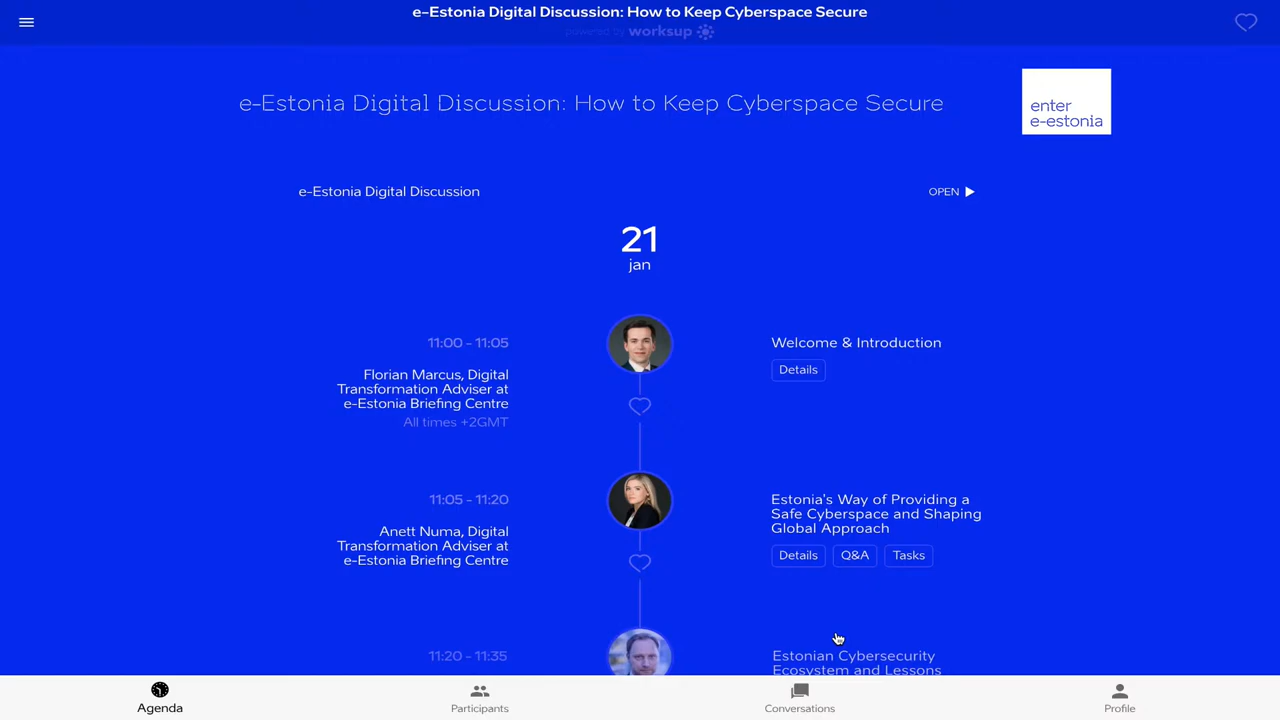 e-Estonia Digital Discussion: How to Keep Cyberspace Secure
powered by worksup
e-Estonia Digital Discussion: How to Keep Cyberspace Secure
enter
e-estonia
e-Estonia Digital Discussion
OPEN
21
jan
11:00 - 11:05
Florian Marcus, Digital
Transformation Adviser at
e-Estonia Briefing Centre
All times +2GMT
Welcome & Introduction
Details
11:05 - 11:20
Anett Numa, Digital
Transformation Adviser at
e-Estonia Briefing Centre
Estonia's Way of Providing a
Safe Cyberspace and Shaping
Global Approach
Details Q&A Tasks
11:20 - 11:35
Estonian Cybersecurity
Ecosystem and Lessons
Agenda Participants Conversations Profile